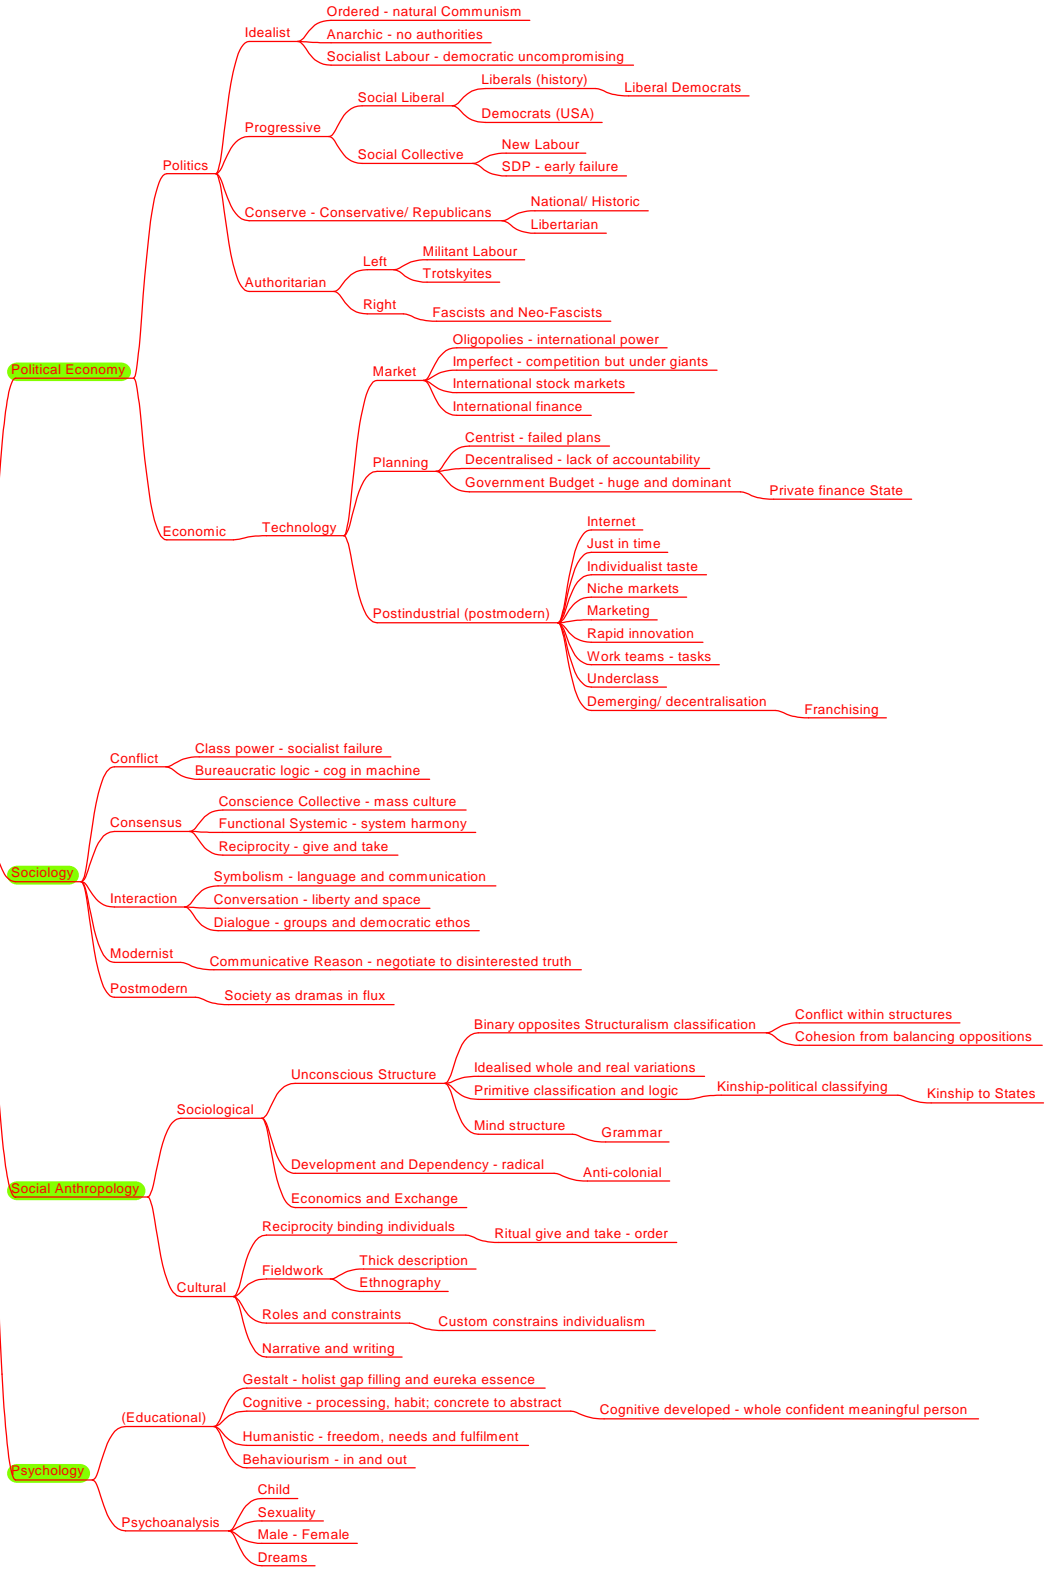 Political Economy
Politics
Idealist
Ordered - natural Communism
Anarchic - no authorities
Socialist Labour - democratic uncompromising
Progressive
Social Liberal
Liberals (history)
Liberal Democrats
Democrats (USA)
Social Collective
New Labour
SDP - early failure
Conserve - Conservative/ Republicans
National/ Historic
Libertarian
Authoritarian
Left
Militant Labour
Trotskyites
Right
Fascists and Neo-Fascists
Economic
Technology
Market
Oligopolies - international power
Imperfect - competition but under giants
International stock markets
International finance
Planning
Centrist - failed plans
Decentralised - lack of accountability
Government Budget - huge and dominant
Private finance State
Postindustrial (postmodern)
Internet
Just in time
Individualist taste
Niche markets
Marketing
Rapid innovation
Work teams - tasks
Underclass
Demerging/ decentralisation
Franchising
Sociology
Conflict
Class power - socialist failure
Bureaucratic logic - cog in machine
Consensus
Conscience Collective - mass culture
Functional Systemic - system harmony
Reciprocity - give and take
Interaction
Symbolism - language and communication
Conversation - liberty and space
Dialogue - groups and democratic ethos
Modernist
Communicative Reason - negotiate to disinterested truth
Postmodern
Society as dramas in flux
Social Anthropology
Sociological
Unconscious Structure
Binary opposites Structuralism classification
Conflict within structures
Cohesion from balancing oppositions
Idealised whole and real variations
Primitive classification and logic
Kinship-political classifying
Kinship to States
Mind structure
Grammar
Development and Dependency - radical
Anti-colonial
Economics and Exchange
Cultural
Reciprocity binding individuals
Ritual give and take - order
Fieldwork
Thick description
Ethnography
Roles and constraints
Custom constrains individualism
Narrative and writing
Psychology
(Educational)
Gestalt - holist gap filling and eureka essence
Cognitive - processing, habit; concrete to abstract
Cognitive developed - whole confident meaningful person
Humanistic - freedom, needs and fulfilment
Behaviourism - in and out
Psychoanalysis
Child
Sexuality
Male - Female
Dreams